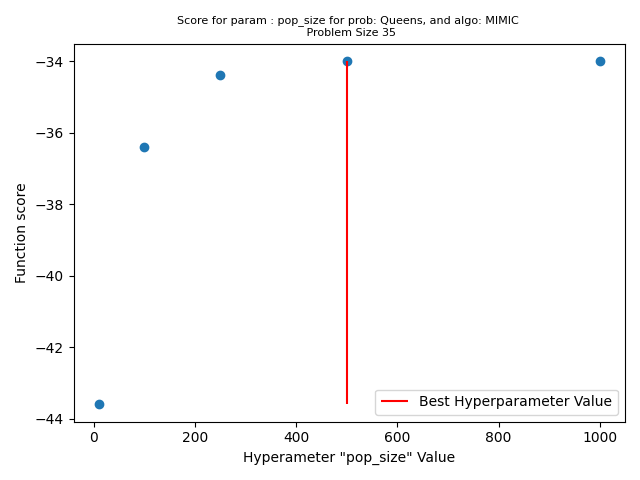 Score for param : pop_size for prob: Queens, and algo: MIMIC
Problem Size 35
−34
−36
−38
−40
−42
−44
Function score
0
200
400
600
800
1000
Hyperameter "pop_size" Value
Best Hyperparameter Value